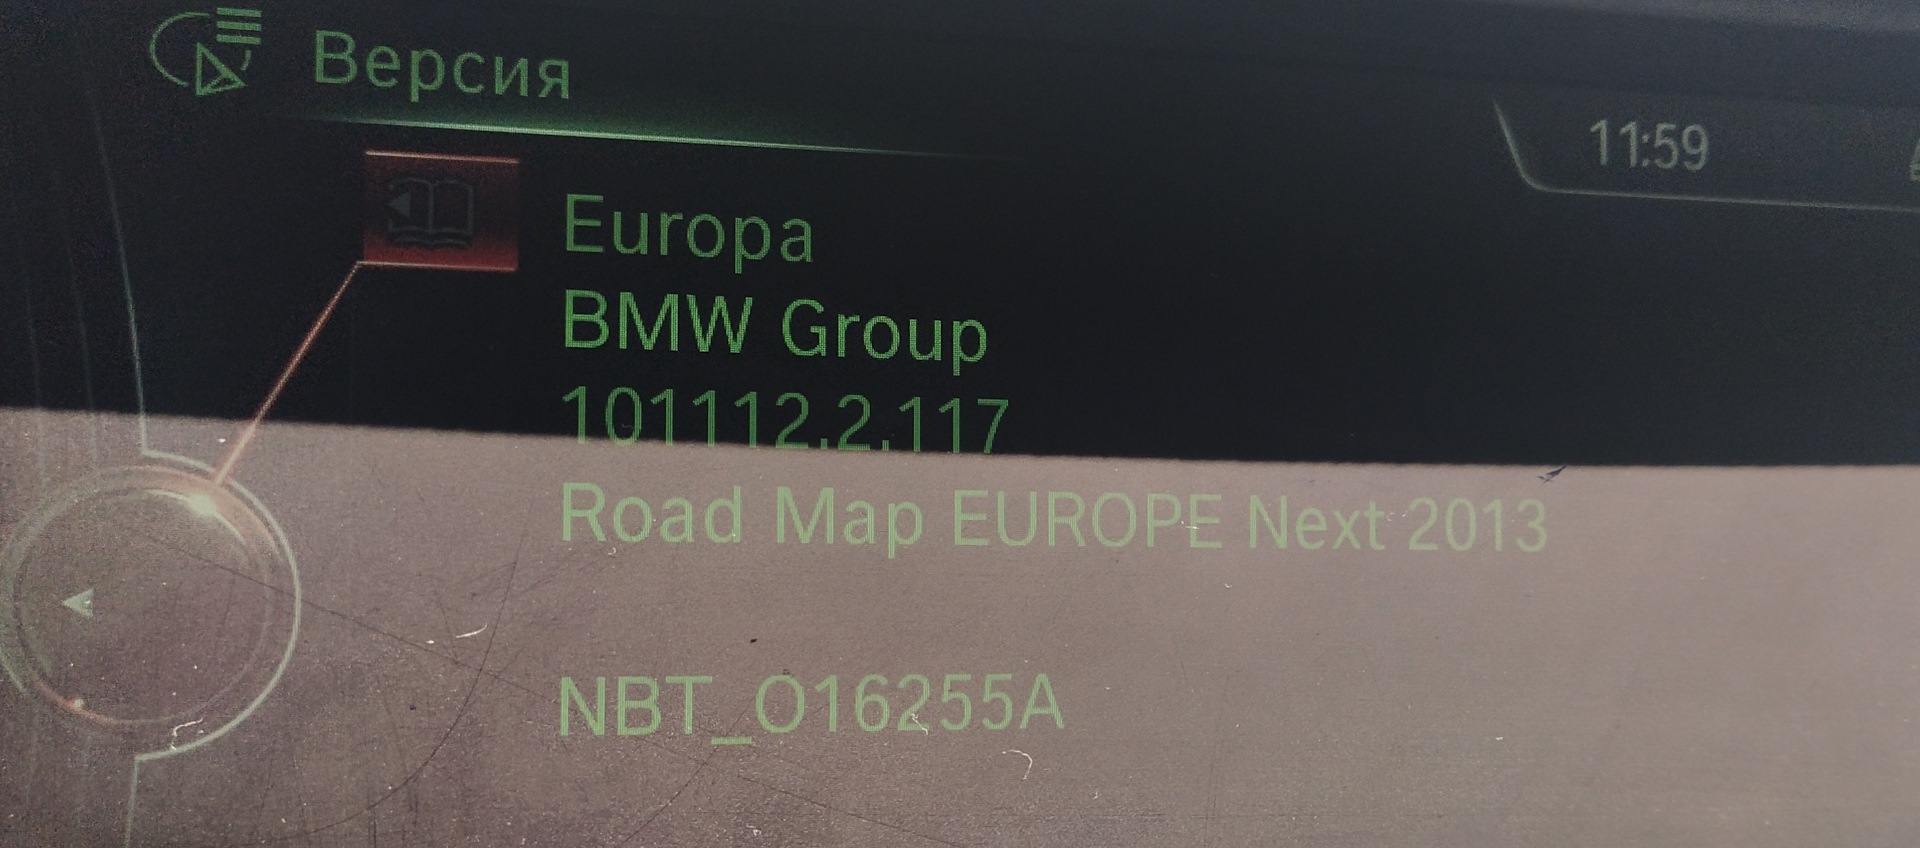 Версия
11:59
Europa
BMW Group
101112.2.117
Road Map EUROPE Next 2013
NBT_O16255A